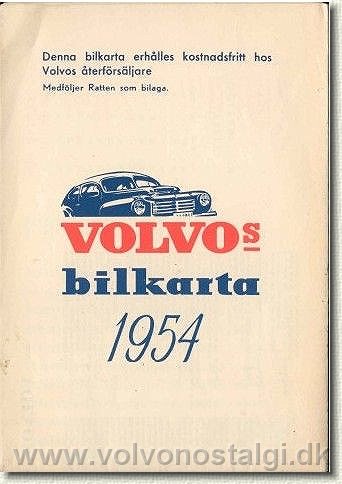 Denna bilkarta erhålles kostnadsfritt hos
Volvos återförsäljare
Medföljer Ratten som bilaga.
VOLVOs
bilkarta
1954
www.volvonostalgi.dk